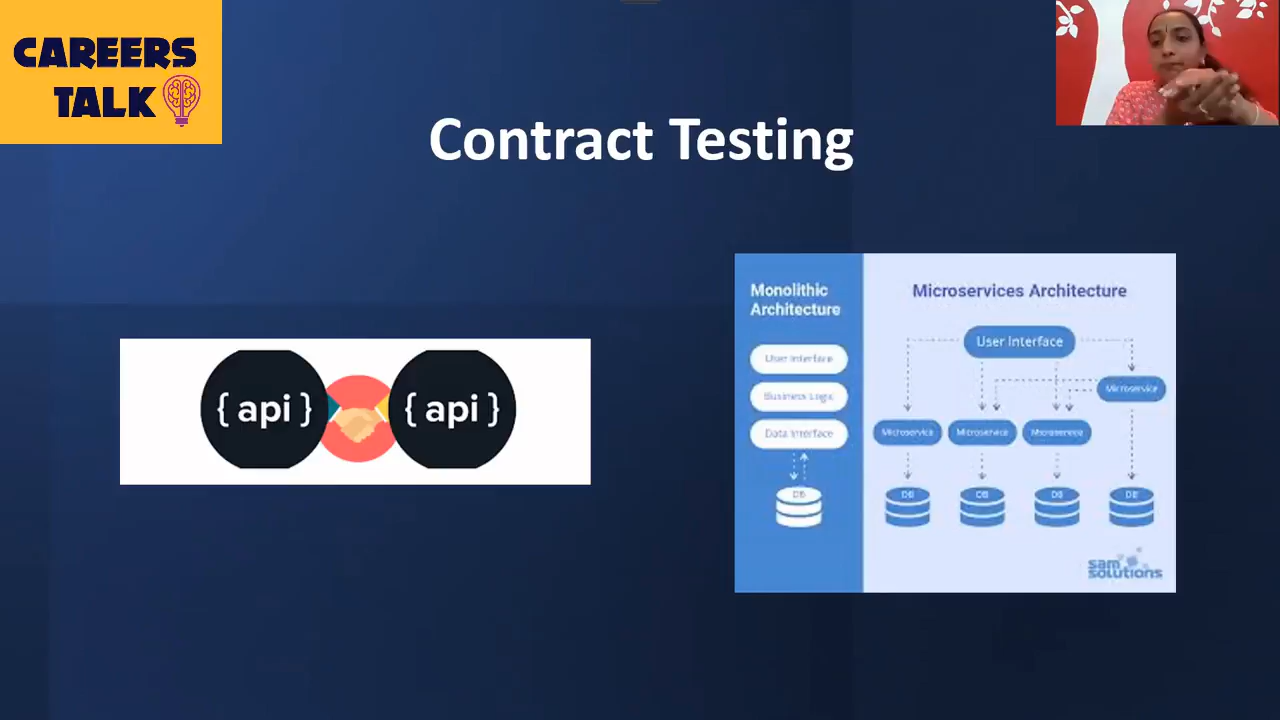 CAREERS
TALK
Contract Testing
{ api }
{ api }
Monolithic
Architecture
User Interface
Business Logic
Data Interface
DB
Microservices Architecture
User Interface
Microservice
Microservice
Microservice
Microservice
DB
DB
DB
DB
sam
solutions